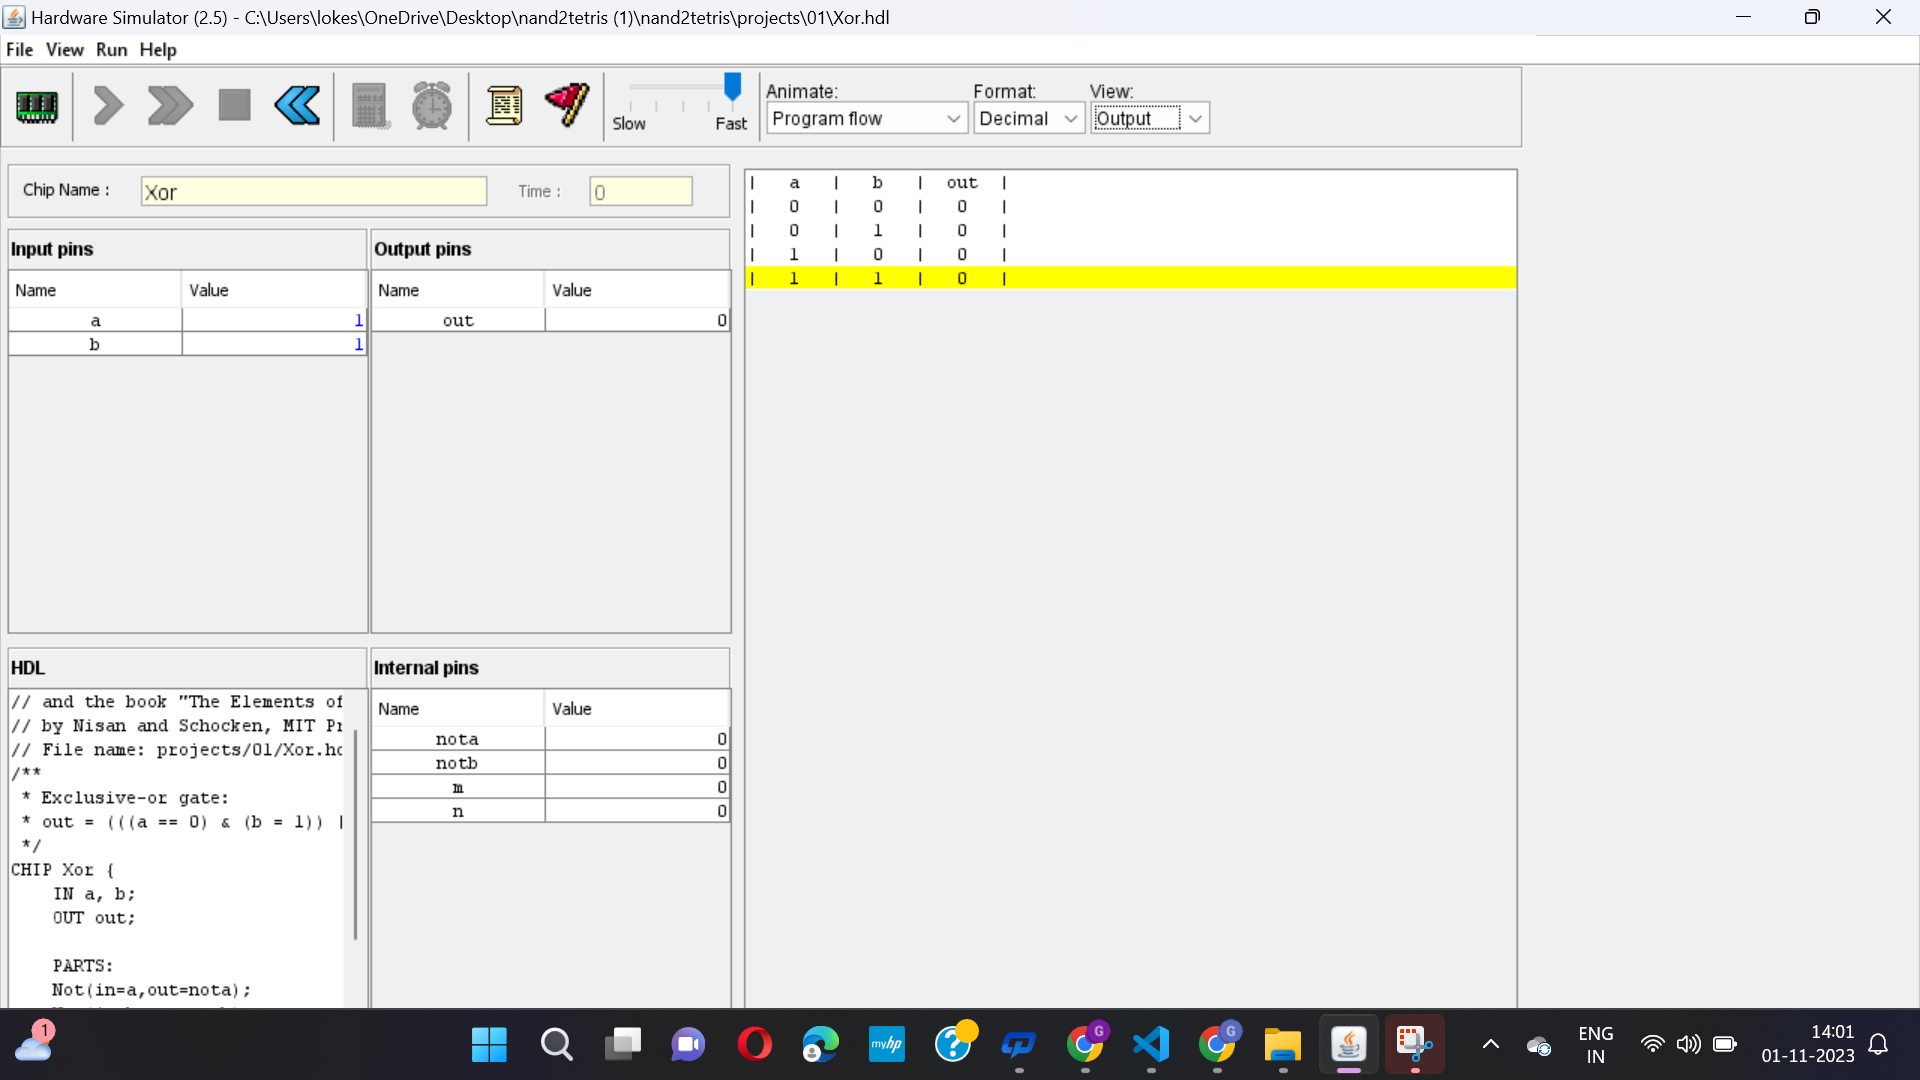 Hardware Simulator (2.5) - C:\Users\lokes\OneDrive\Desktop\nand2tetris (1)\nand2tetris\projects\01\Xor.hdl
File View Run Help
Slow Fast
Animate:
Program flow
Format:
Decimal
View:
Output
Chip Name :
Xor
Time :
0
Input pins
Name Value
a 1
b 1
Output pins
Name Value
out 0
| a | b | out |
| 0 | 0 | 0 |
| 0 | 1 | 0 |
| 1 | 0 | 0 |
| 1 | 1 | 0 |
HDL
// and the book "The Elements of
// by Nisan and Schocken, MIT Pr
// File name: projects/01/Xor.hd
/**
* Exclusive-or gate:
* out = (((a == 0) & (b = 1)) |
*/
CHIP Xor {
IN a, b;
OUT out;
PARTS:
Not(in=a,out=nota);
Internal pins
Name Value
nota 0
notb 0
m 0
n 0
1
myhp
G
G
ENG
IN
14:01
01-11-2023